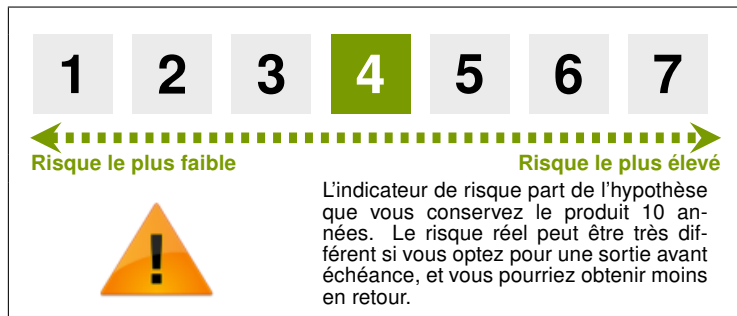 1 2 3 4 5 6 7
Risque le plus faible Risque le plus élevé
L'indicateur de risque part de l'hypothèse
que vous conservez le produit 10 an-
nées. Le risque réel peut être très dif-
férent si vous optez pour une sortie avant
échéance, et vous pourriez obtenir moins
en retour.
!